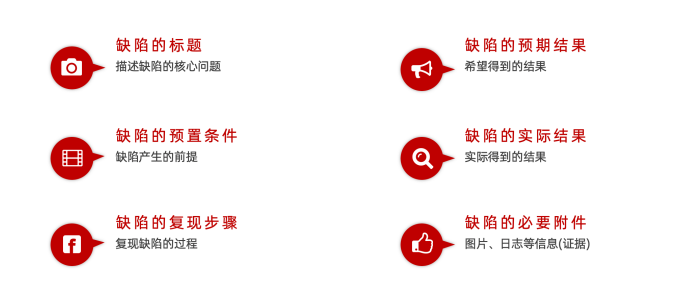 缺陷的标题
描述缺陷的核心问题
缺陷的预置条件
缺陷产生的前提
缺陷的复现步骤
复现缺陷的过程
缺陷的预期结果
希望得到的结果
缺陷的实际结果
实际得到的结果
缺陷的必要附件
图片、日志等信息(证据)